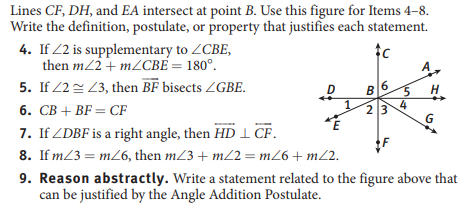 Lines CF, DH, and EA intersect at point B. Use this figure for Items 4–8.
Write the definition, postulate, or property that justifies each statement.
4. If ∠2 is supplementary to ∠CBE,
then m∠2 + m∠CBE = 180°.
5. If ∠2 ≅ ∠3, then B͞F͞ bisects ∠GBE.
6. CB + BF = CF
7. If ∠DBF is a right angle, then H͞D͞ ⊥ C͞F͞.
8. If m∠3 = m∠6, then m∠3 + m∠2 = m∠6 + m∠2.
9. Reason abstractly. Write a statement related to the figure above that
can be justified by the Angle Addition Postulate.
C
A
D B 6 5 H
1 2 3 4
E G
F